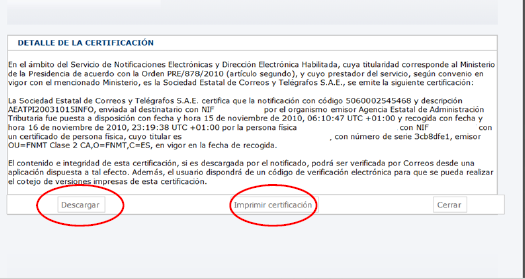 DETALLE DE LA CERTIFICACIÓN
En el ámbito del Servicio de Notificaciones Electrónicas y Dirección Electrónica Habilitada, cuya titularidad corresponde al Ministerio
de la Presidencia de acuerdo con la Orden PRE/878/2010 (artículo segundo), y cuyo prestador del servicio, según convenio en
vigor con el mencionado Ministerio, es la Sociedad Estatal de Correos y Telégrafos S.A.E., se emite la siguiente certificación:
La Sociedad Estatal de Correos y Telégrafos S.A.E. certifica que la notificación con código 5060002545468 y descripción
AEATPI20031015INFO, enviada al destinatario con NIF por el organismo emisor Agencia Estatal de Administración
Tributaria fue puesta a disposición con fecha y hora 15 de noviembre de 2010, 06:10:47 UTC +01:00 y recogida con fecha y
hora 16 de noviembre de 2010, 23:19:38 UTC +01:00 por la persona física con NIF con
un certificado de persona física, cuyo titular es , con número de serie 3cb8dfe1, emisor
OU=FNMT Clase 2 CA,O=FNMT,C=ES, en vigor en la fecha de recogida.
El contenido e integridad de esta certificación, si es descargada por el notificado, podrá ser verificada por Correos desde una
aplicación dispuesta a tal efecto. Además, el usuario dispondrá de un código de verificación electrónico para que se pueda realizar
el cotejo de versiones impresas de esta certificación.
Descargar Imprimir certificación Cerrar